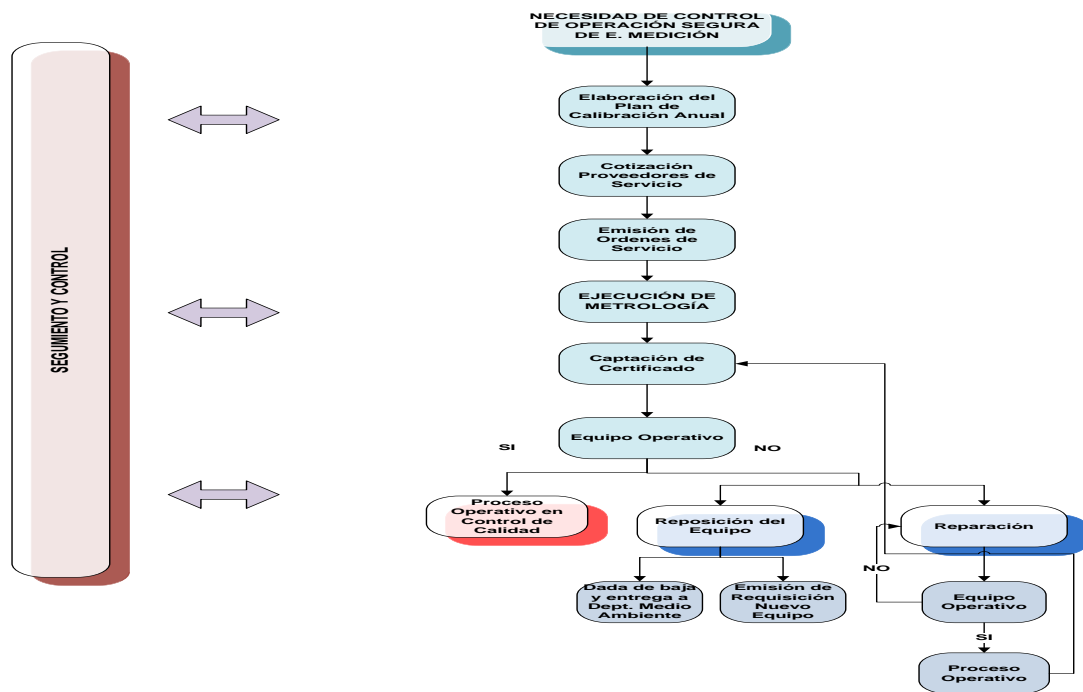 NECESIDAD DE CONTROL
DE OPERACIÓN SEGURA
DE E. MEDICIÓN
SEGUMIENTO Y CONTROL
Elaboración del
Plan de
Calibración Anual
Cotización
Proveedores de
Servicio
Emisión de
Ordenes de
Servicio
EJECUCIÓN DE
METROLOGÍA
Captación de
Certificado
Equipo Operativo
SI
NO
Proceso
Operativo en
Control de
Calidad
Reposición del
Equipo
Reparación
Dada de baja
y entrega a
Dept. Medio
Ambiente
Emisión de
Requisición
Nuevo
Equipo
NO
Equipo
Operativo
SI
Proceso
Operativo